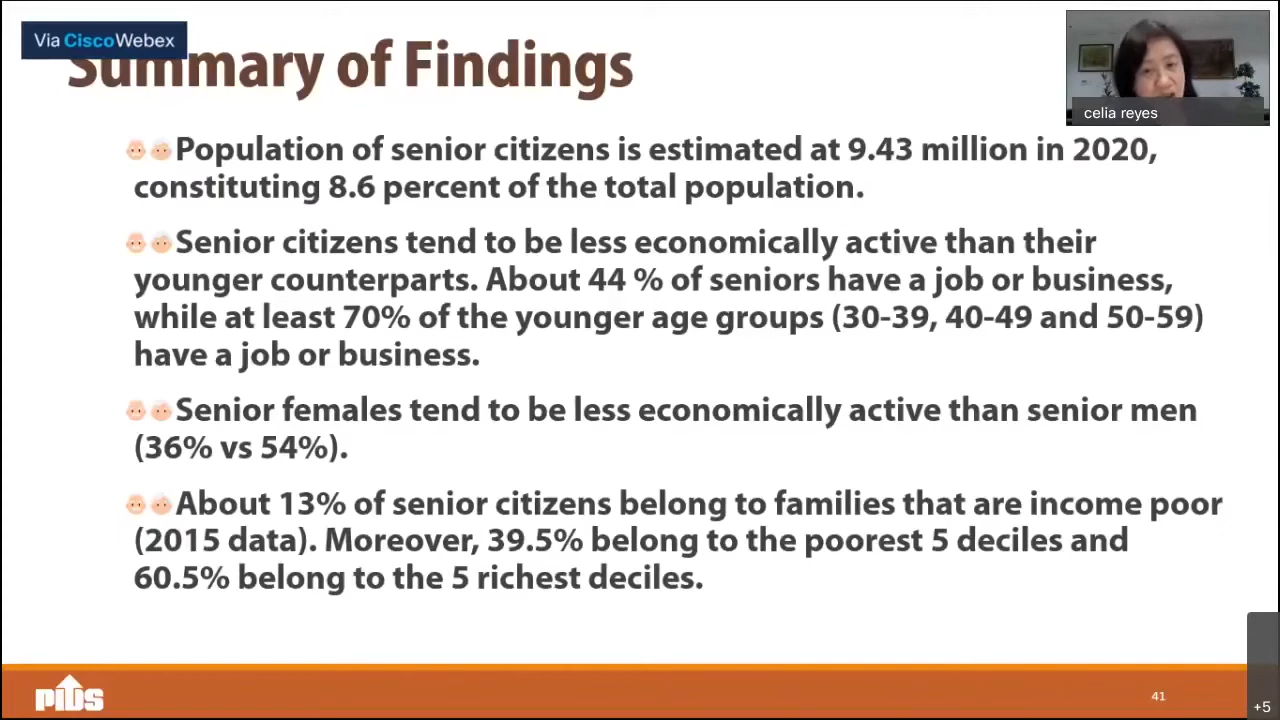 Via CiscoWebex
Summary of Findings
celia reyes
Population of senior citizens is estimated at 9.43 million in 2020,
constituting 8.6 percent of the total population.
Senior citizens tend to be less economically active than their
younger counterparts. About 44 % of seniors have a job or business,
while at least 70% of the younger age groups (30-39, 40-49 and 50-59)
have a job or business.
Senior females tend to be less economically active than senior men
(36% vs 54%).
About 13% of senior citizens belong to families that are income poor
(2015 data). Moreover, 39.5% belong to the poorest 5 deciles and
60.5% belong to the 5 richest deciles.
PIDS
41
+5